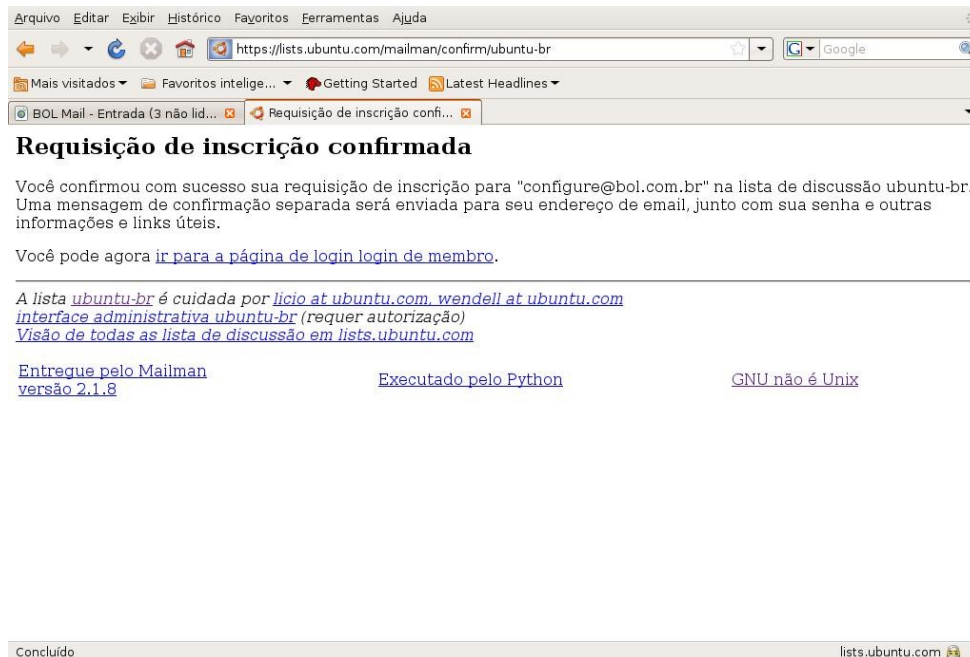 Arquivo Editar Exibir Histórico Favoritos Ferramentas Ajuda
https://lists.ubuntu.com/mailman/confirm/ubuntu-br
G Google
Mais visitados Favoritos intelige... Getting Started Latest Headlines
BOL Mail - Entrada (3 não lid... Requisição de inscrição confi...
Requisição de inscrição confirmada
Você confirmou com sucesso sua requisição de inscrição para "configure@bol.com.br" na lista de discussão ubuntu-br.
Uma mensagem de confirmação separada será enviada para seu endereço de email, junto com sua senha e outras
informações e links úteis.
Você pode agora ir para a página de login login de membro.
A lista ubuntu-br é cuidada por licio at ubuntu.com, wendell at ubuntu.com
interface administrativa ubuntu-br (requer autorização)
Visão de todas as lista de discussão em lists.ubuntu.com
Entregue pelo Mailman
versão 2.1.8
Executado pelo Python
GNU não é Unix
Concluído
lists.ubuntu.com